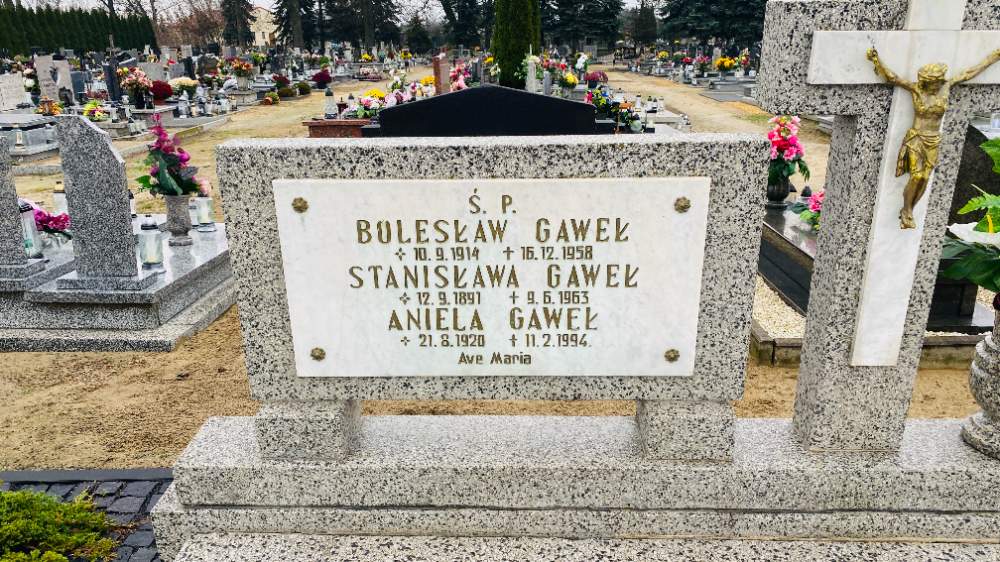 Ś. P.
BOLESŁAW GAWEŁ
* 10.9.1914 † 16.12.1958
STANISŁAWA GAWEŁ
* 12.9.1891 † 9.6.1963
ANIELA GAWEŁ
* 21.8.1920 † 11.2.1994.
Ave Maria